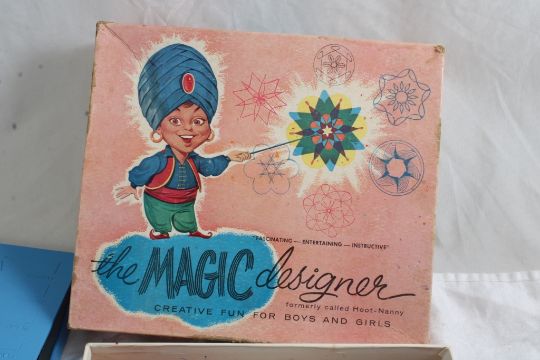 "FASCINATING — ENTERTAINING — INSTRUCTIVE"
the MAGIC designer
formerly called Hoot-Nanny
CREATIVE FUN FOR BOYS AND GIRLS